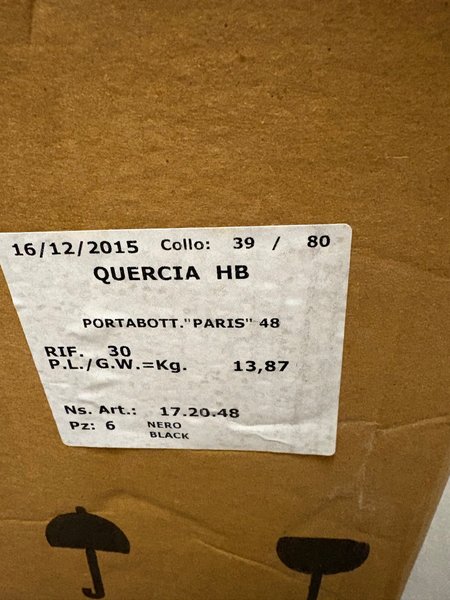 16/12/2015 Collo: 39 / 80
QUERCIA HB
PORTABOTT."PARIS" 48
RIF. 30
P.L./G.W.=Kg. 13,87
Ns. Art.: 17.20.48
Pz: 6 NERO
BLACK